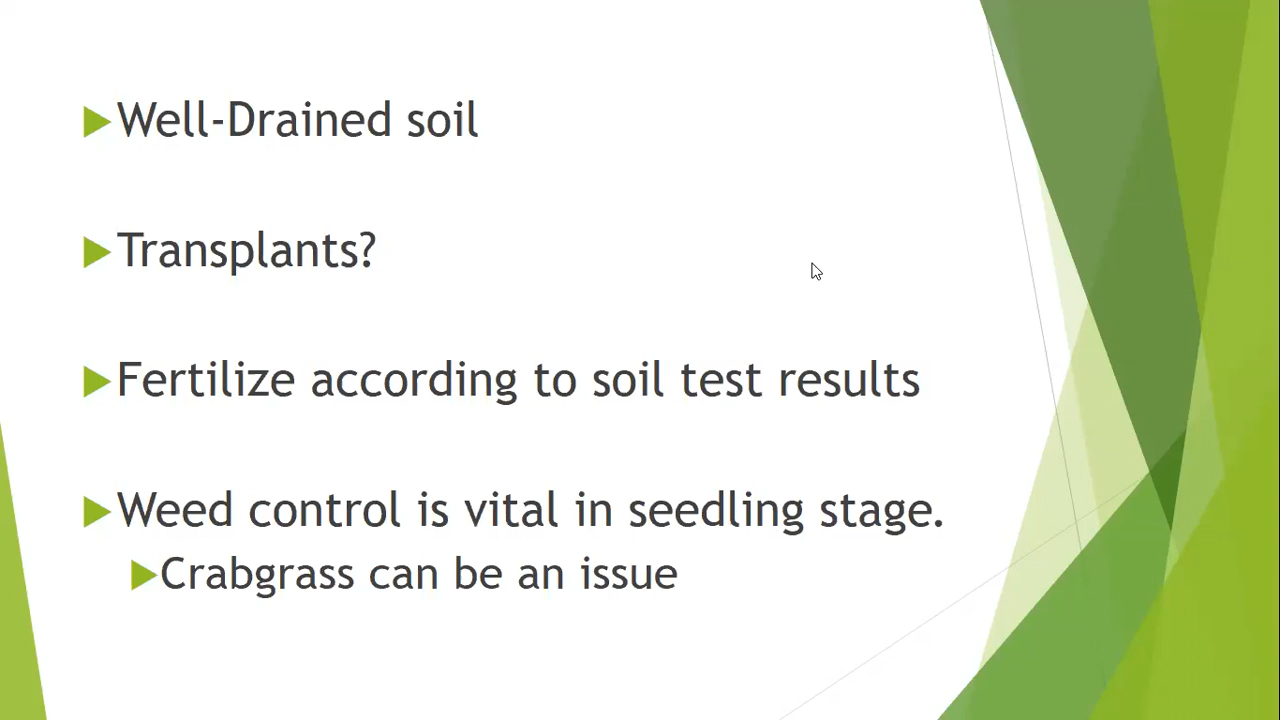 Well-Drained soil
Transplants?
Fertilize according to soil test results
Weed control is vital in seedling stage.
Crabgrass can be an issue